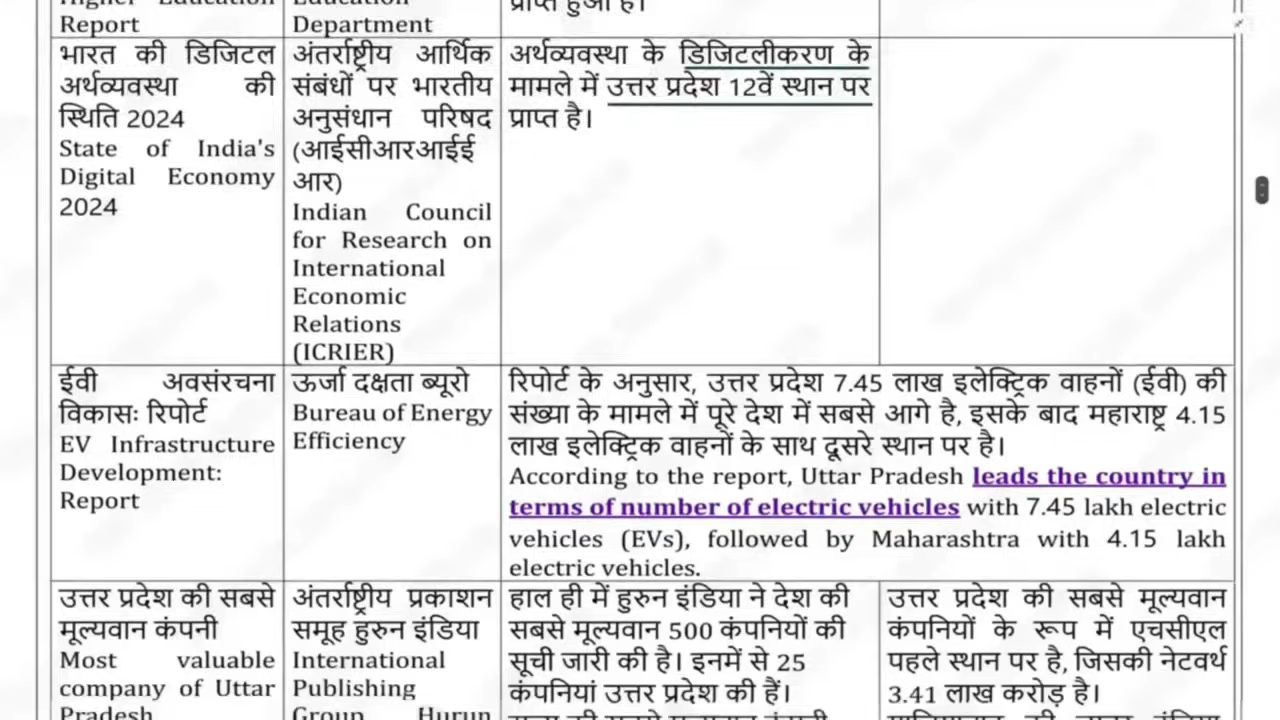 Higher Education
Report
Education
Department
प्राप्त हुआ है।
भारत की डिजिटल
अर्थव्यवस्था की
स्थिति 2024
State of India's
Digital Economy
2024
अंतर्राष्ट्रीय आर्थिक
संबंधों पर भारतीय
अनुसंधान परिषद
(आईसीआरआईई
आर)
Indian Council
for Research on
International
Economic
Relations
(ICRIER)
अर्थव्यवस्था के डिजिटलीकरण के
मामले में उत्तर प्रदेश 12वें स्थान पर
प्राप्त है।
ईवी अवसंरचना
विकासः रिपोर्ट
EV Infrastructure
Development:
Report
ऊर्जा दक्षता ब्यूरो
Bureau of Energy
Efficiency
रिपोर्ट के अनुसार, उत्तर प्रदेश 7.45 लाख इलेक्ट्रिक वाहनों (ईवी) की
संख्या के मामले में पूरे देश में सबसे आगे है, इसके बाद महाराष्ट्र 4.15
लाख इलेक्ट्रिक वाहनों के साथ दूसरे स्थान पर है।
According to the report, Uttar Pradesh leads the country in
terms of number of electric vehicles with 7.45 lakh electric
vehicles (EVs), followed by Maharashtra with 4.15 lakh
electric vehicles.
उत्तर प्रदेश की सबसे
मूल्यवान कंपनी
Most valuable
company of Uttar
Pradesh
अंतर्राष्ट्रीय प्रकाशन
समूह हुरुन इंडिया
International
Publishing
Group Hurun
हाल ही में हुरुन इंडिया ने देश की
सबसे मूल्यवान 500 कंपनियों की
सूची जारी की है। इनमें से 25
कंपनियां उत्तर प्रदेश की हैं।
उत्तर प्रदेश की सबसे मूल्यवान
कंपनियों के रूप में एचसीएल
पहले स्थान पर है, जिसकी नेटवर्थ
3.41 लाख करोड़ है।